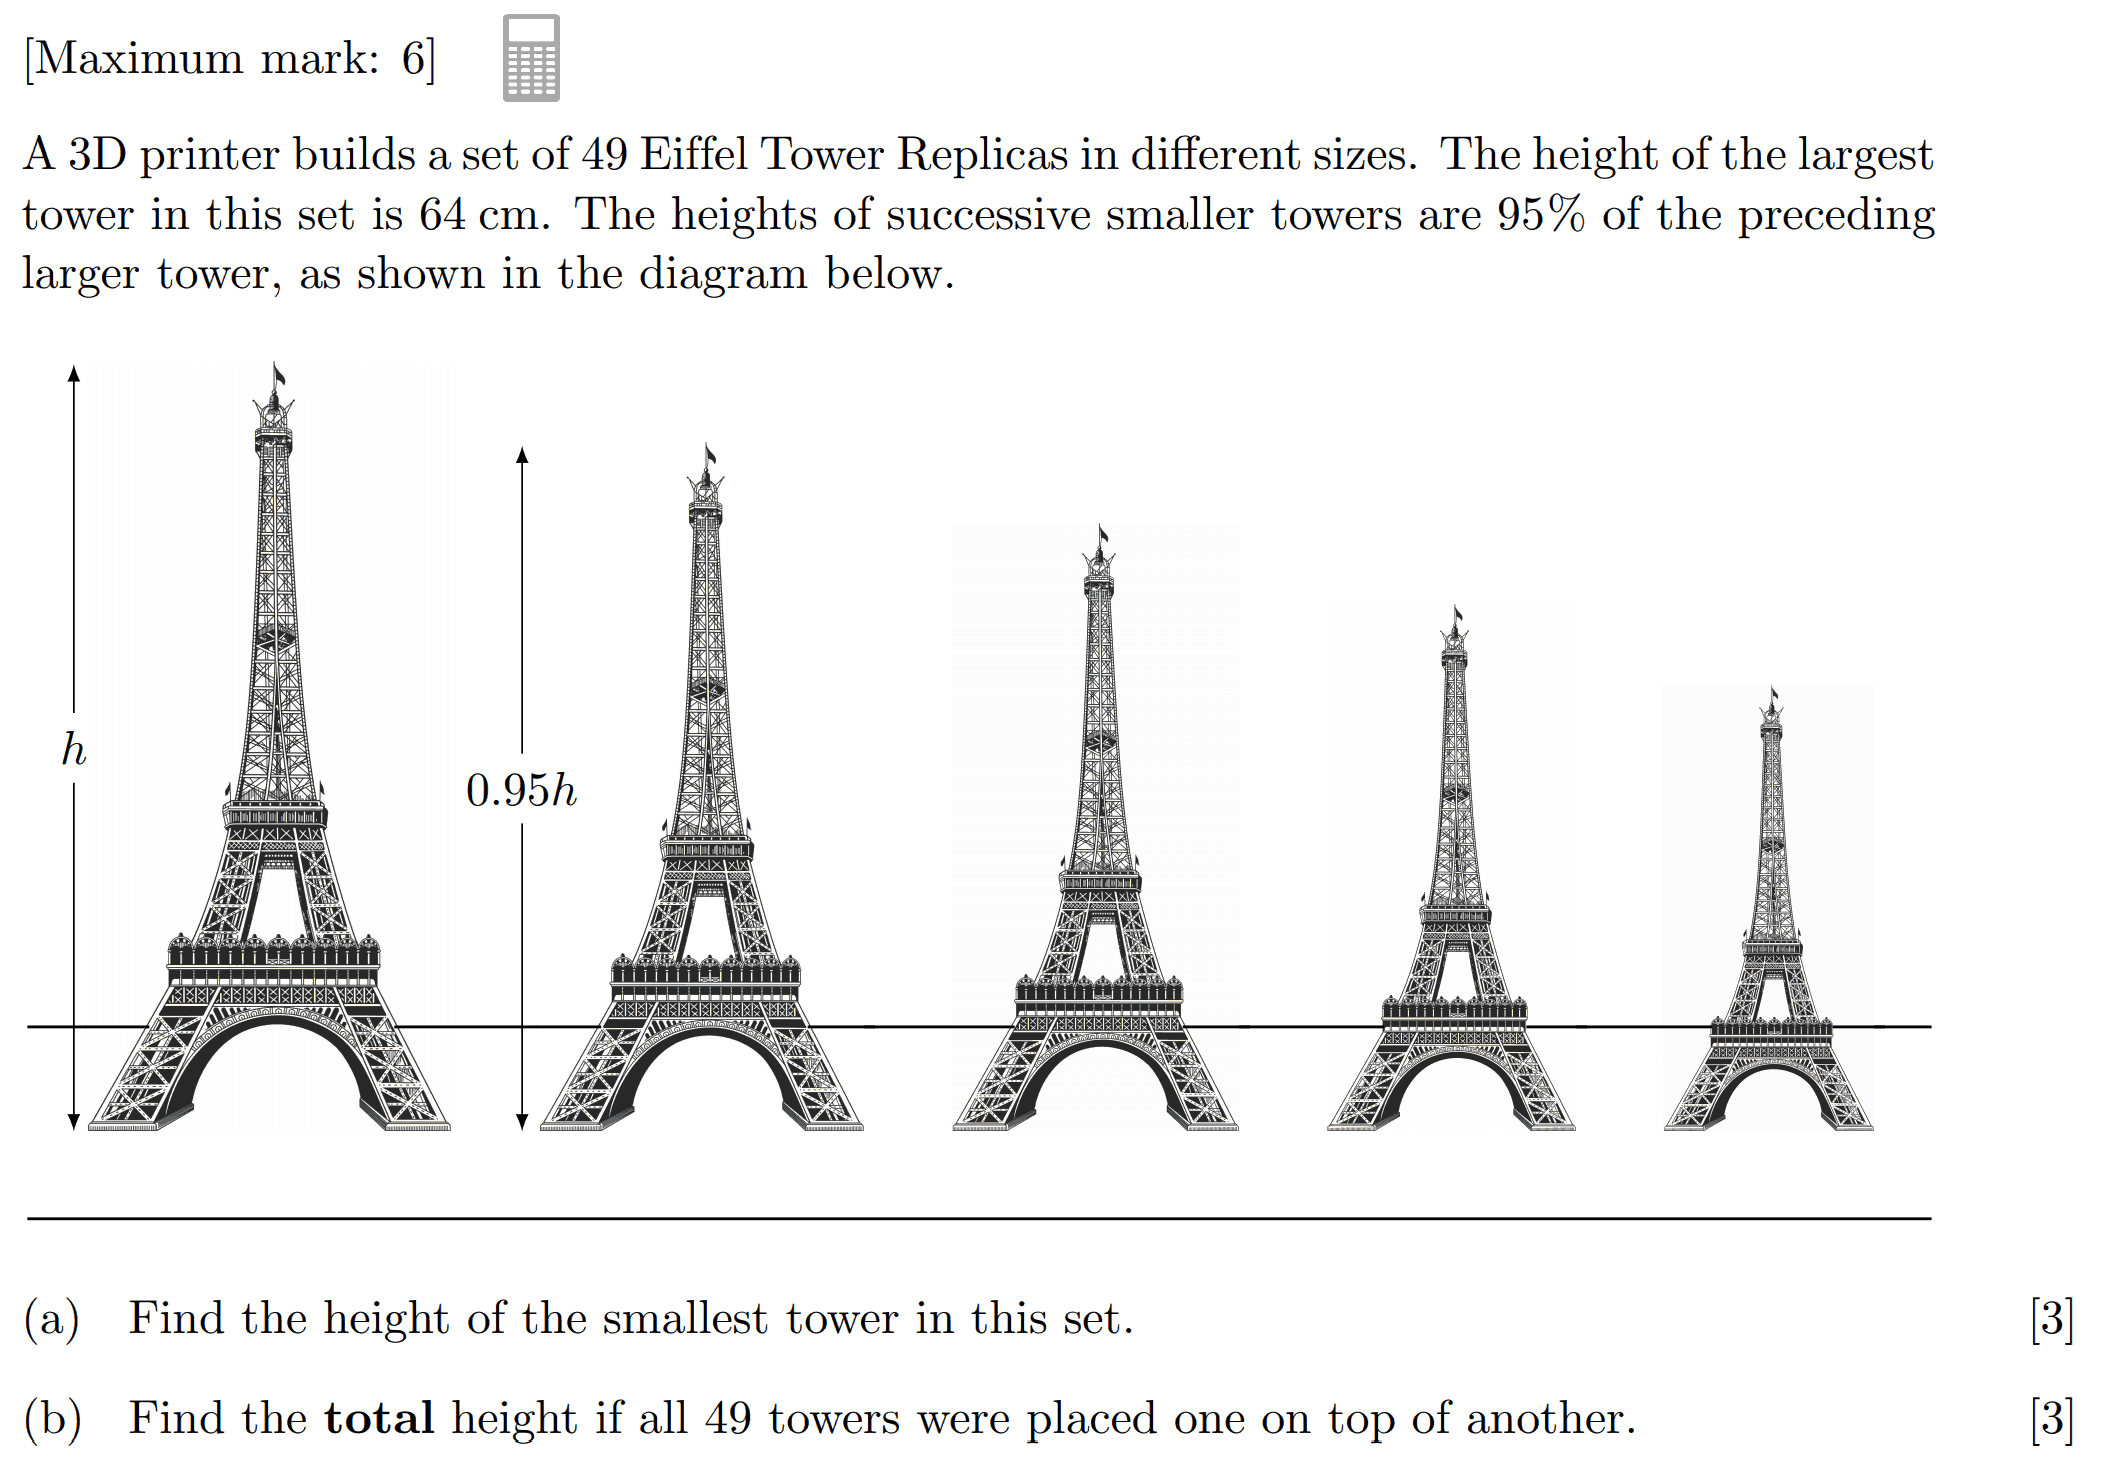 [Maximum mark: 6]
A 3D printer builds a set of 49 Eiffel Tower Replicas in different sizes. The height of the largest
tower in this set is 64 cm. The heights of successive smaller towers are 95% of the preceding
larger tower, as shown in the diagram below.
h
0.95h
(a) Find the height of the smallest tower in this set. [3]
(b) Find the total height if all 49 towers were placed one on top of another. [3]